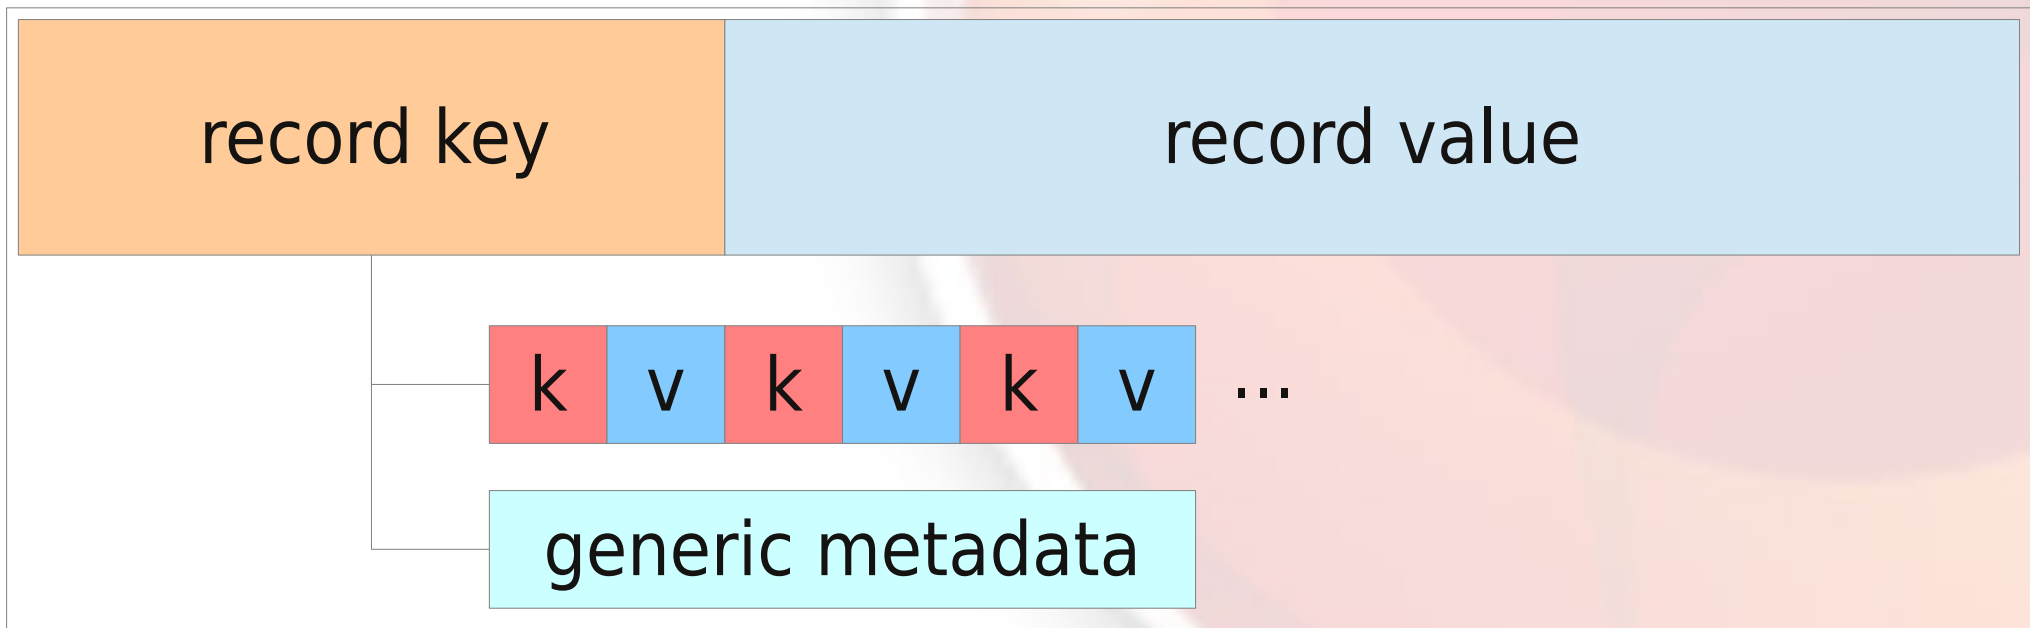 record key record value
k v k v k v ...
generic metadata